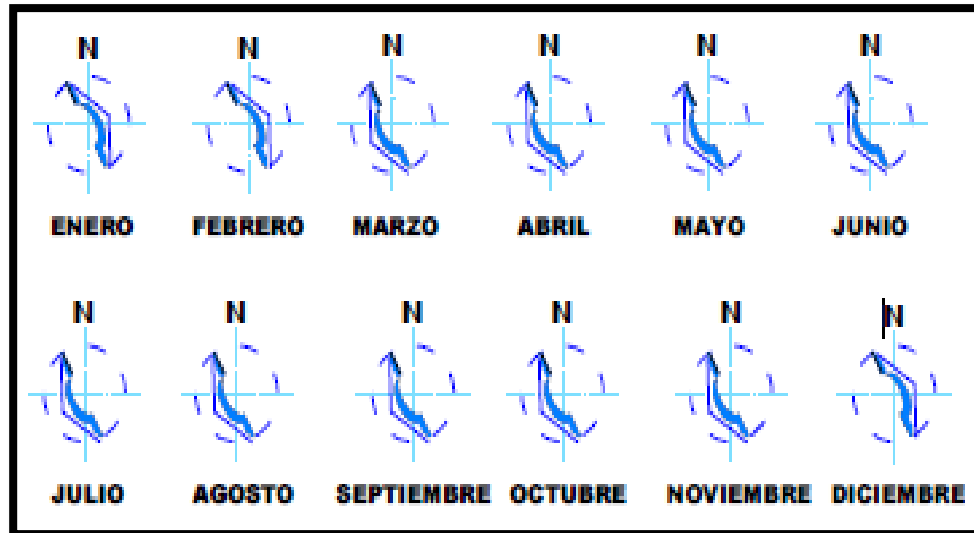 N N N N N N
ENERO FEBRERO MARZO ABRIL MAYO JUNIO
N N N N N N
JULIO AGOSTO SEPTIEMBRE OCTUBRE NOVIEMBRE DICIEMBRE